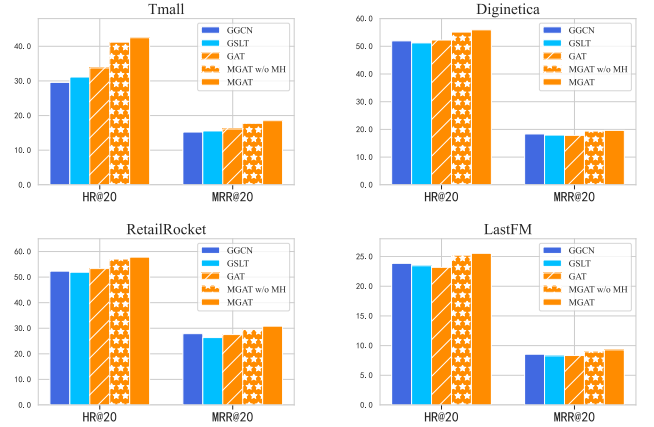 Tmall
40.0
30.0
20.0
10.0
0.0
HR@20
MRR@20
GGCN
GSLT
GAT
MGAT w/o MH
MGAT
Diginetica
60.0
50.0
40.0
30.0
20.0
10.0
0.0
HR@20
MRR@20
GGCN
GSLT
GAT
MGAT w/o MH
MGAT
RetailRocket
60.0
50.0
40.0
30.0
20.0
10.0
0.0
HR@20
MRR@20
GGCN
GSLT
GAT
MGAT w/o MH
MGAT
LastFM
25.0
20.0
15.0
10.0
5.0
0.0
HR@20
MRR@20
GGCN
GSLT
GAT
MGAT w/o MH
MGAT